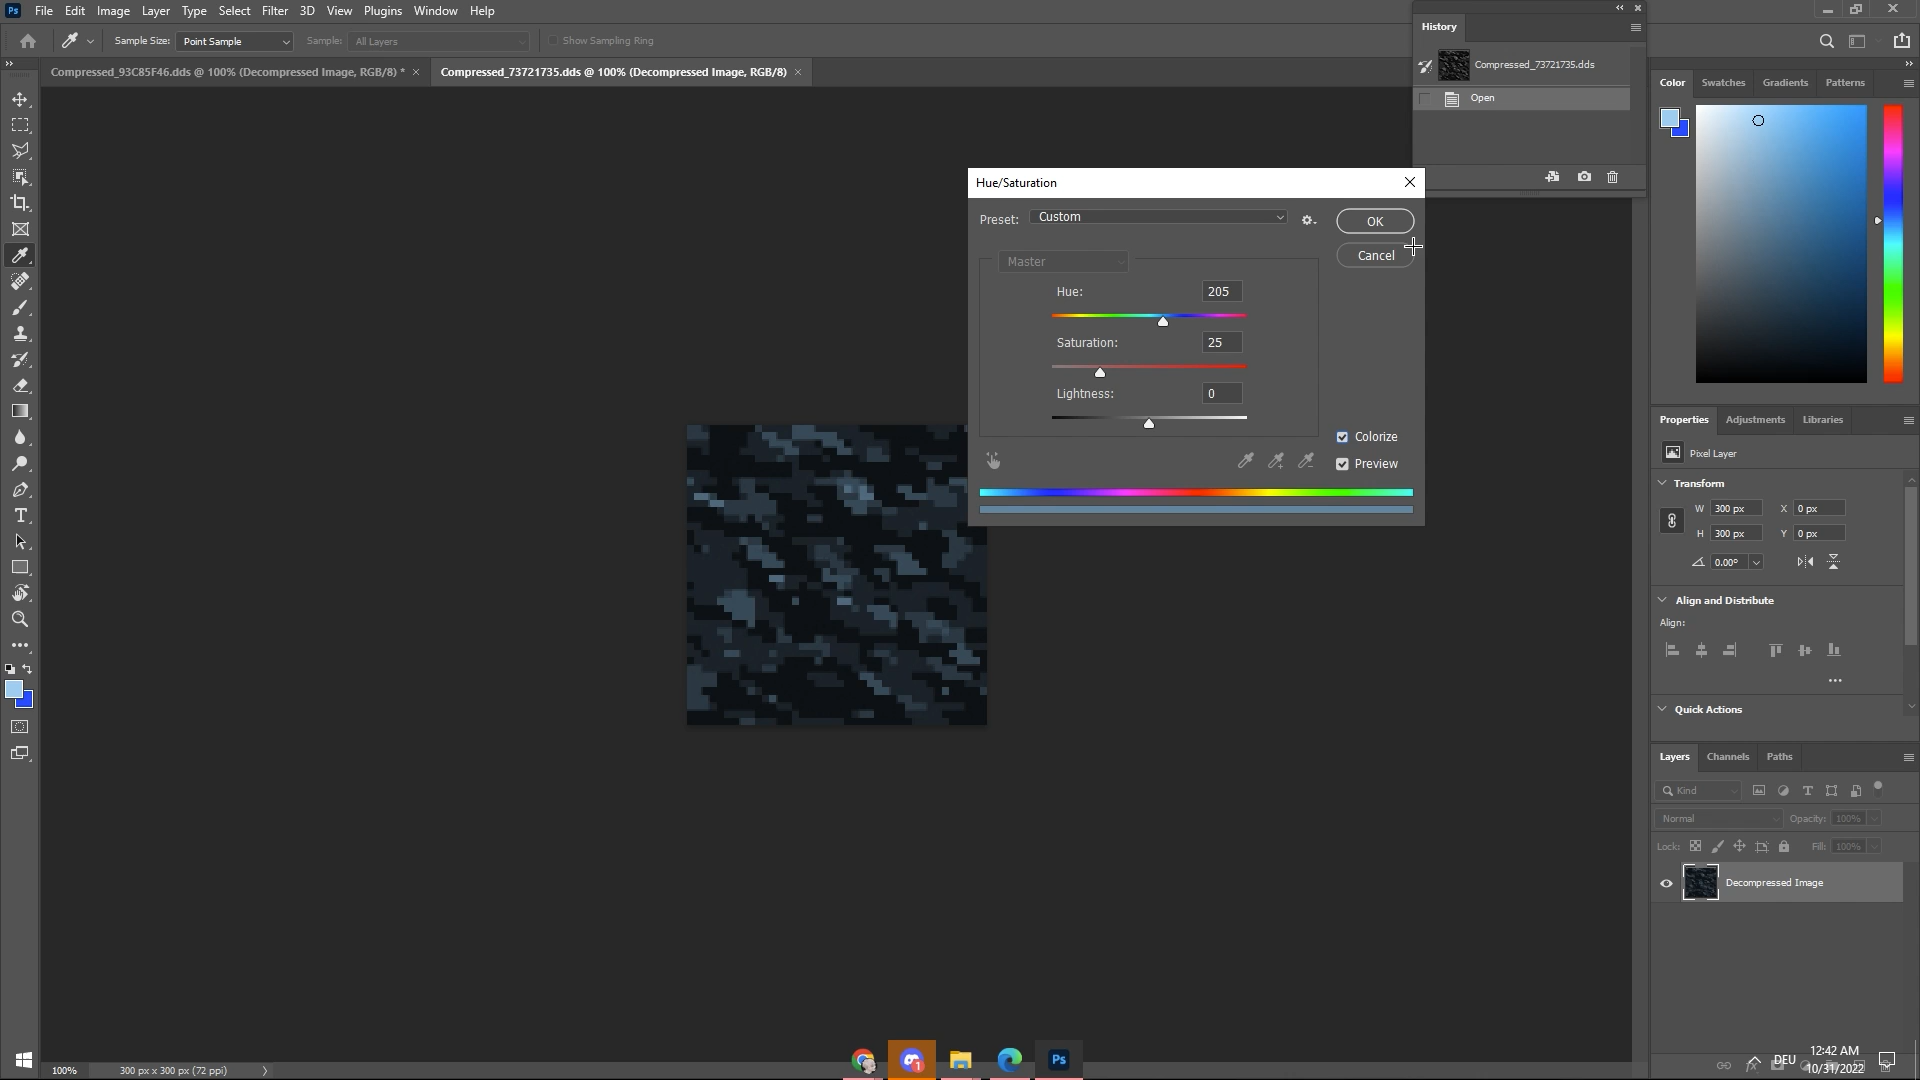 Ps File Edit Image Layer Type Select Filter 3D View Plugins Window Help
Sample Size: Point Sample Sample: All Layers Show Sampling Ring
Compressed_93C85F46.dds @ 100% (Decompressed Image, RGB/8) * ×
Compressed_73721735.dds @ 100% (Decompressed Image, RGB/8) ×
History
Compressed_73721735.dds
Open
Color Swatches Gradients Patterns
Hue/Saturation
Preset: Custom
OK
Cancel
Master
Hue: 205
Saturation: 25
Lightness: 0
Colorize
Preview
Properties Adjustments Libraries
Pixel Layer
Transform
W 300 px X 0 px
H 300 px Y 0 px
0.00°
Align and Distribute
Align:
Quick Actions
Layers Channels Paths
Kind
Normal Opacity: 100%
Lock: Fill: 100%
Decompressed Image
100% 300 px x 300 px (72 ppi)
1
Ps
DEU
12:42 AM
10/31/2022